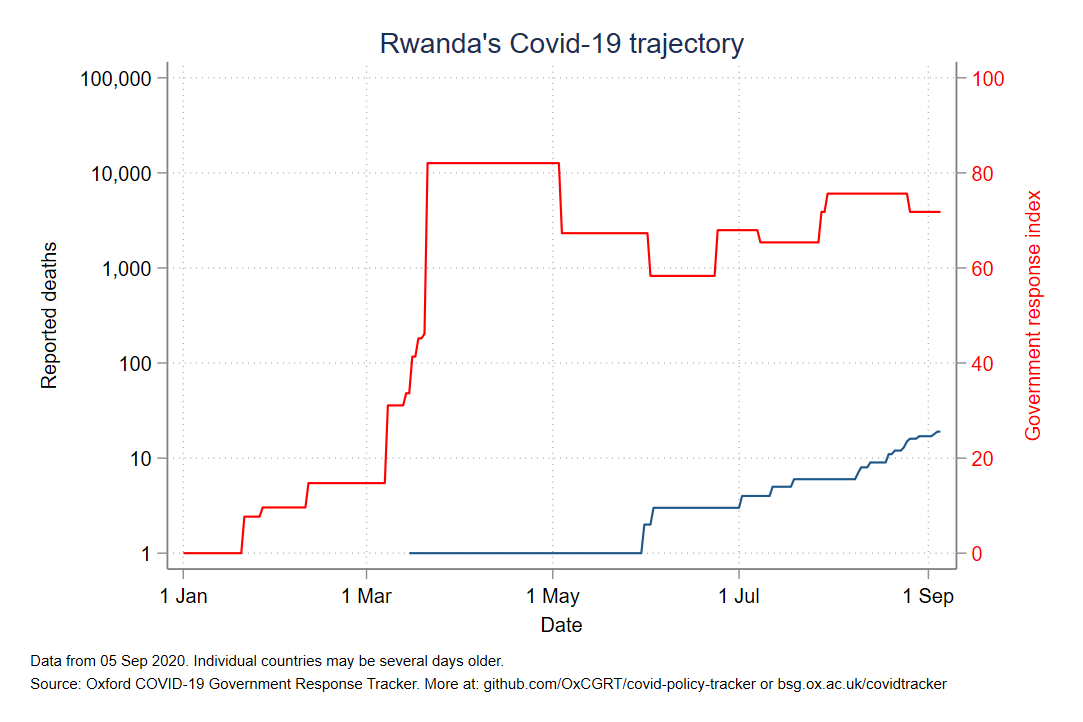 Rwanda's Covid-19 trajectory
100,000
10,000
1,000
100
10
1
Reported deaths
100
80
60
40
20
0
Government response index
1 Jan
1 Mar
1 May
1 Jul
1 Sep
Date
Data from 05 Sep 2020. Individual countries may be several days older.
Source: Oxford COVID-19 Government Response Tracker. More at: github.com/OxCGRT/covid-policy-tracker or bsg.ox.ac.uk/covidtracker